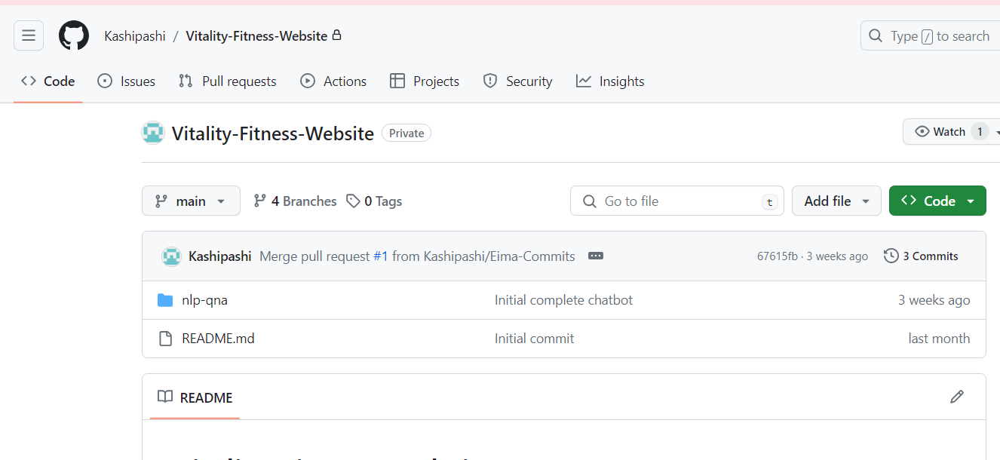 Kashipashi / Vitality-Fitness-Website
Type / to search
Code Issues Pull requests Actions Projects Security Insights
Vitality-Fitness-Website Private
Watch 1
main 4 Branches 0 Tags
Go to file t
Add file
Code
Kashipashi Merge pull request #1 from Kashipashi/Eima-Commits 67615fb · 3 weeks ago 3 Commits
nlp-qna Initial complete chatbot 3 weeks ago
README.md Initial commit last month
README